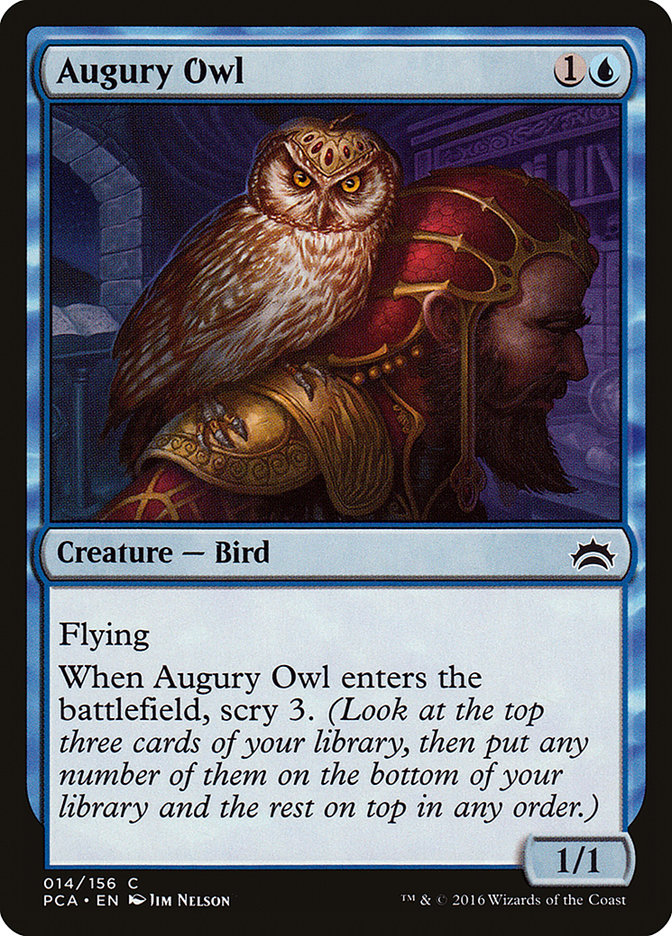 Augury Owl 1
Creature — Bird
Flying
When Augury Owl enters the
battlefield, scry 3. (Look at the top
three cards of your library, then put any
number of them on the bottom of your
library and the rest on top in any order.)
1/1
014/156 C
PCA • EN Jim Nelson
™ & © 2016 Wizards of the Coast